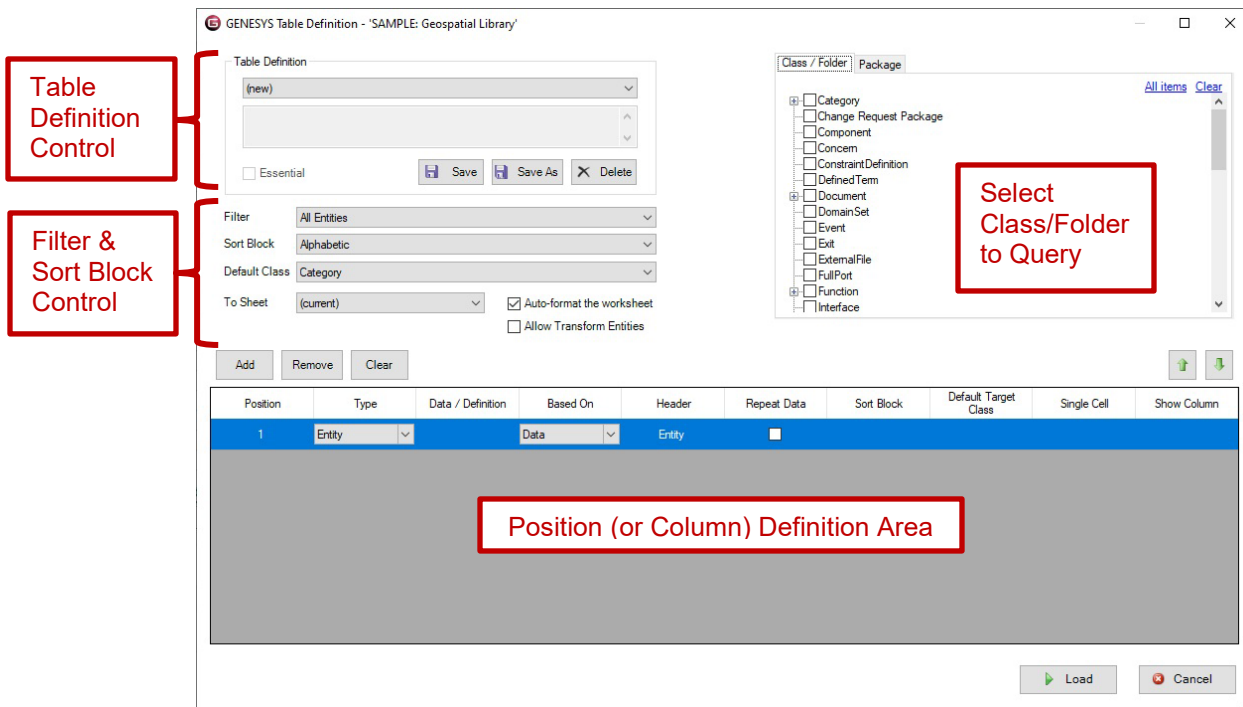 GENESYS Table Definition - 'SAMPLE: Geospatial Library'
Table
Definition
Control
Table Definition
(new)
Essential
Save
Save As
Delete
Class / Folder
Package
All items
Clear
Category
Change Request Package
Component
Concern
ConstraintDefinition
DefinedTerm
Document
DomainSet
Event
Exit
ExternalFile
FullPort
Function
Interface
Select
Class/Folder
to Query
Filter &
Sort Block
Control
Filter
All Entities
Sort Block
Alphabetic
Default Class
Category
To Sheet
(current)
Auto-format the worksheet
Allow Transform Entities
Add
Remove
Clear
Position
Type
Data / Definition
Based On
Header
Repeat Data
Sort Block
Default Target
Class
Single Cell
Show Column
1
Entity
Data
Entity
Position (or Column) Definition Area
Load
Cancel